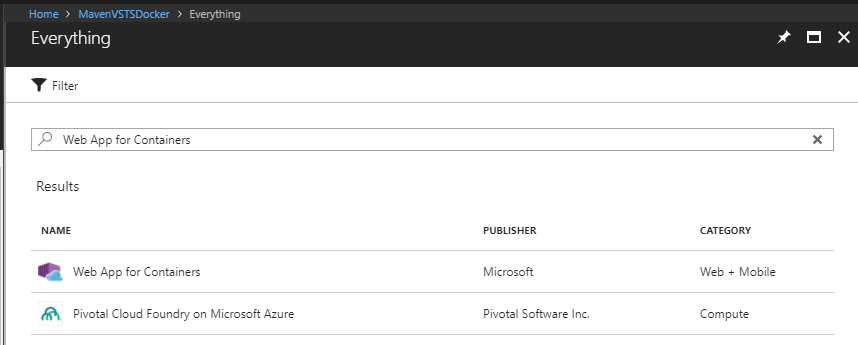 Home > MavenVSTSDocker > Everything
Everything
Filter
Web App for Containers
Results
NAME PUBLISHER CATEGORY
Web App for Containers Microsoft Web + Mobile
Pivotal Cloud Foundry on Microsoft Azure Pivotal Software Inc. Compute